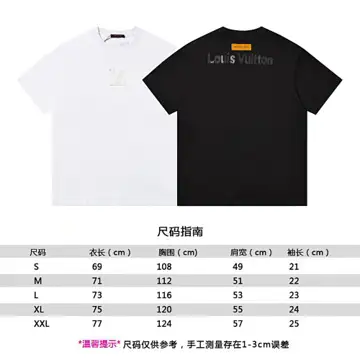 Louis Vuitton
尺码指南
尺码 衣长（cm） 胸围(cm) 肩宽（cm） 袖长（cm）
S 69 108 49 21
M 71 112 51 22
L 73 116 53 23
XL 75 120 55 24
XXL 77 124 57 25
*温馨提示* 尺码仅供参考，手工测量存在1-3cm误差